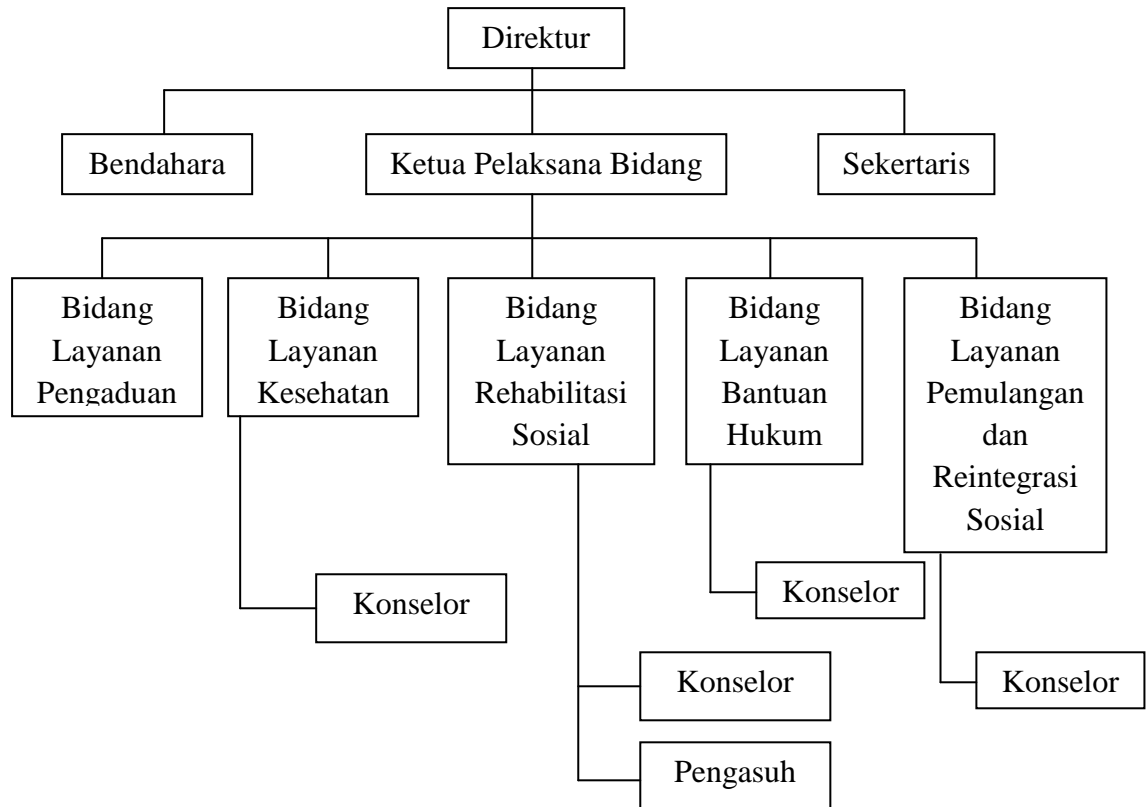 Direktur
Bendahara
Ketua Pelaksana Bidang
Sekertaris
Bidang
Layanan
Pengaduan
Bidang
Layanan
Kesehatan
Bidang
Layanan
Rehabilitasi
Sosial
Bidang
Layanan
Bantuan
Hukum
Bidang
Layanan
Pemulangan
dan
Reintegrasi
Sosial
Konselor
Konselor
Konselor
Konselor
Pengasuh